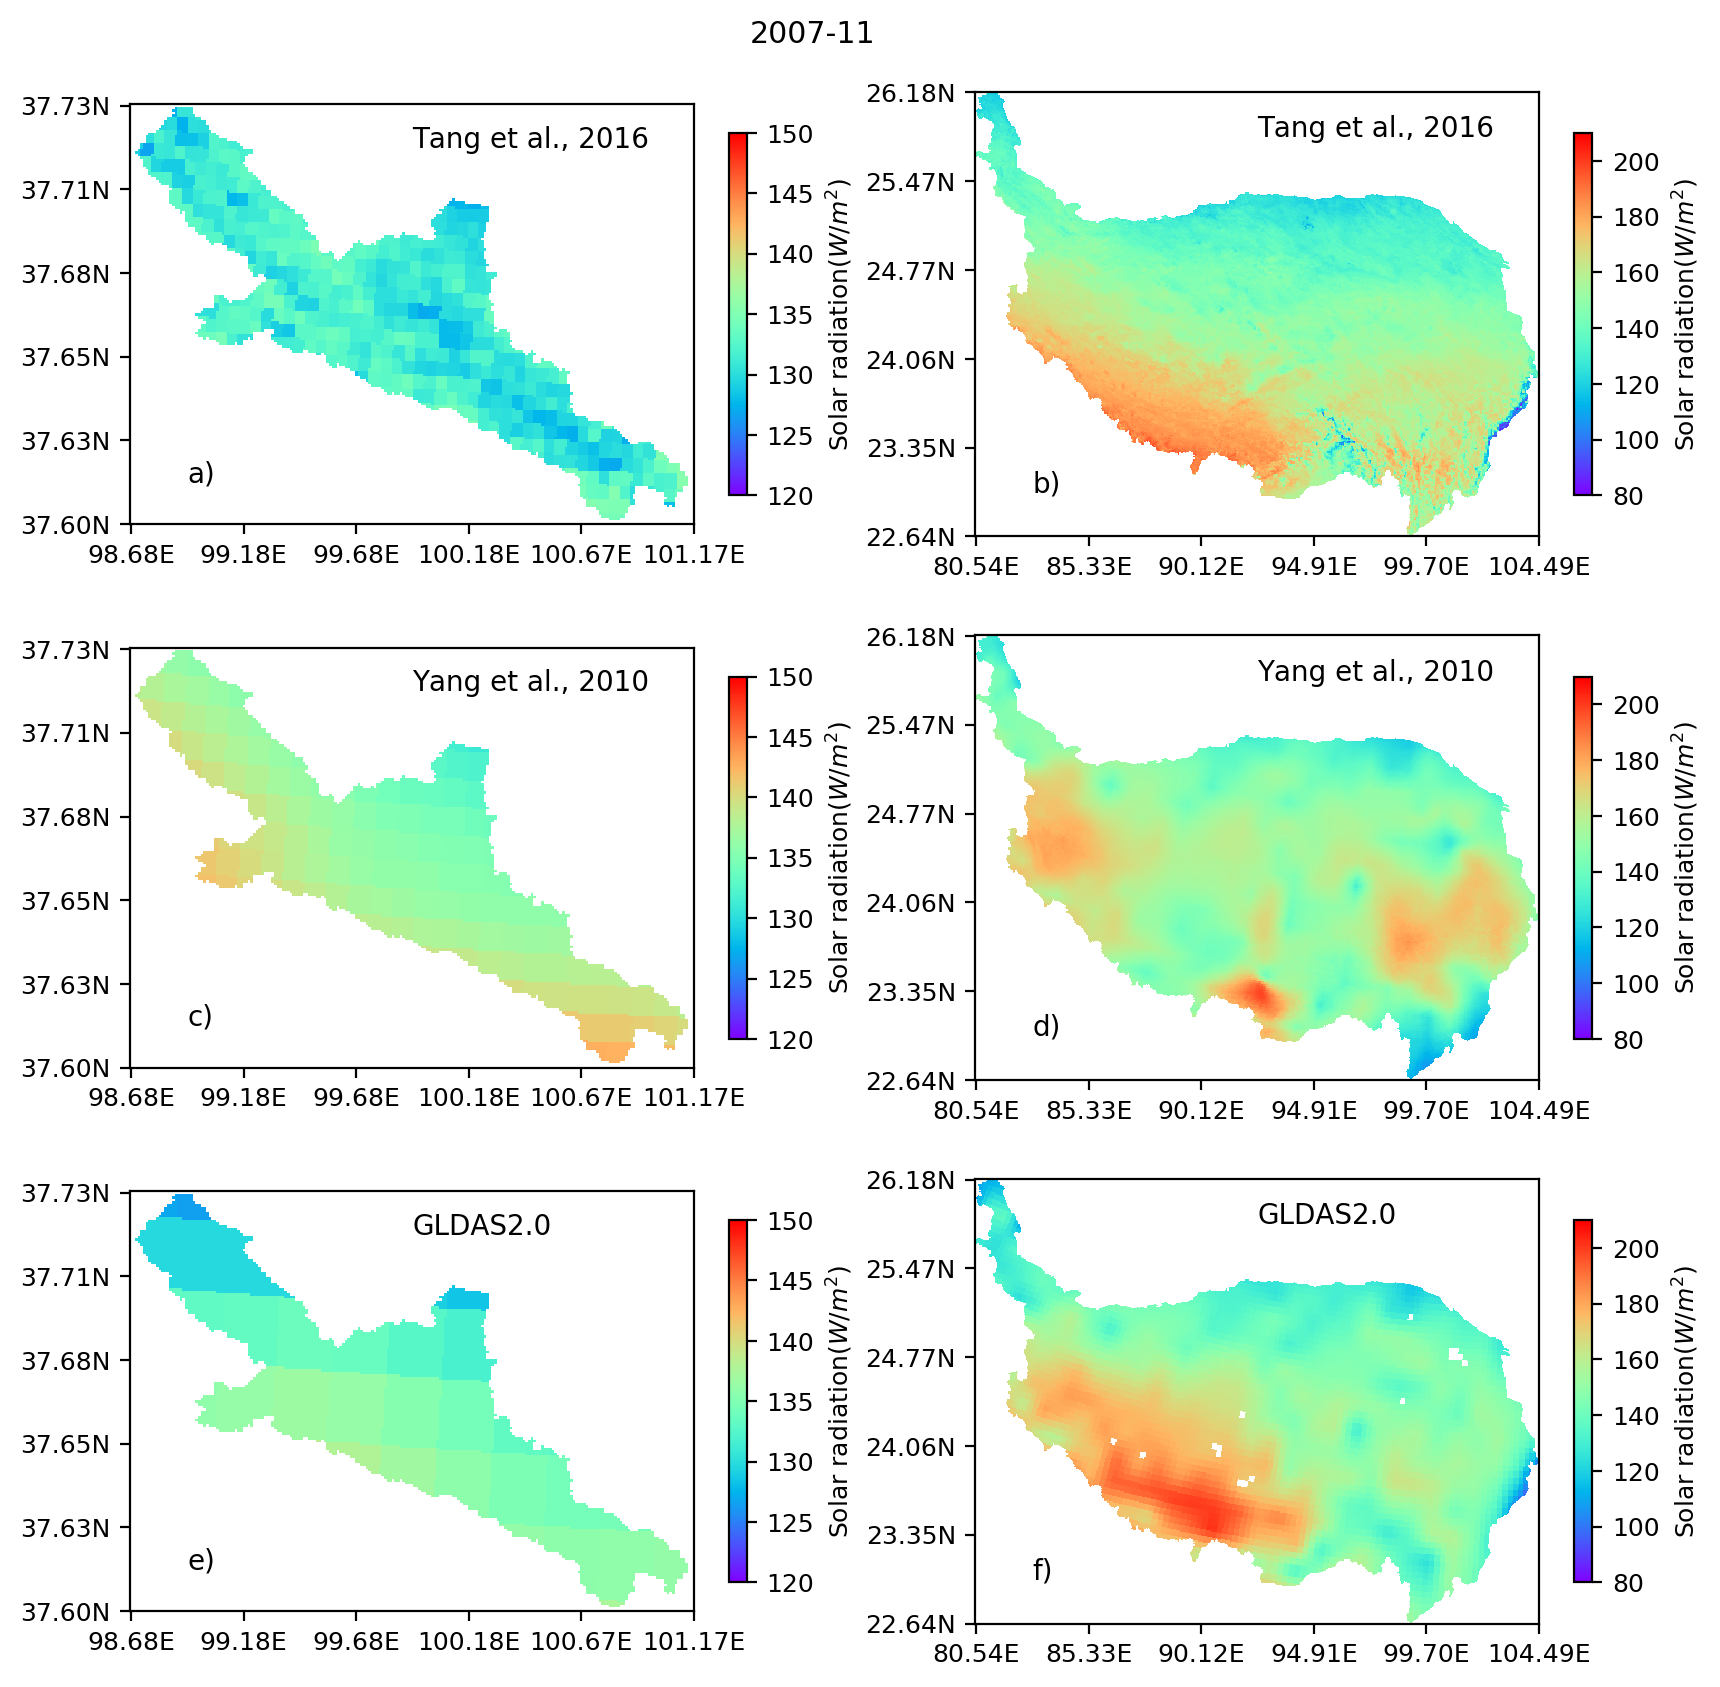 2007-11
37.73N
37.71N
37.68N
37.65N
37.63N
37.60N
98.68E 99.18E 99.68E 100.18E 100.67E 101.17E
Tang et al., 2016
a)
150
145
140
135
130
125
120
Solar radiation(W/m²)
26.18N
25.47N
24.77N
24.06N
23.35N
22.64N
80.54E 85.33E 90.12E 94.91E 99.70E 104.49E
Tang et al., 2016
b)
200
180
160
140
120
100
80
Solar radiation(W/m²)
37.73N
37.71N
37.68N
37.65N
37.63N
37.60N
98.68E 99.18E 99.68E 100.18E 100.67E 101.17E
Yang et al., 2010
c)
150
145
140
135
130
125
120
Solar radiation(W/m²)
26.18N
25.47N
24.77N
24.06N
23.35N
22.64N
80.54E 85.33E 90.12E 94.91E 99.70E 104.49E
Yang et al., 2010
d)
200
180
160
140
120
100
80
Solar radiation(W/m²)
37.73N
37.71N
37.68N
37.65N
37.63N
37.60N
98.68E 99.18E 99.68E 100.18E 100.67E 101.17E
GLDAS2.0
e)
150
145
140
135
130
125
120
Solar radiation(W/m²)
26.18N
25.47N
24.77N
24.06N
23.35N
22.64N
80.54E 85.33E 90.12E 94.91E 99.70E 104.49E
GLDAS2.0
f)
200
180
160
140
120
100
80
Solar radiation(W/m²)